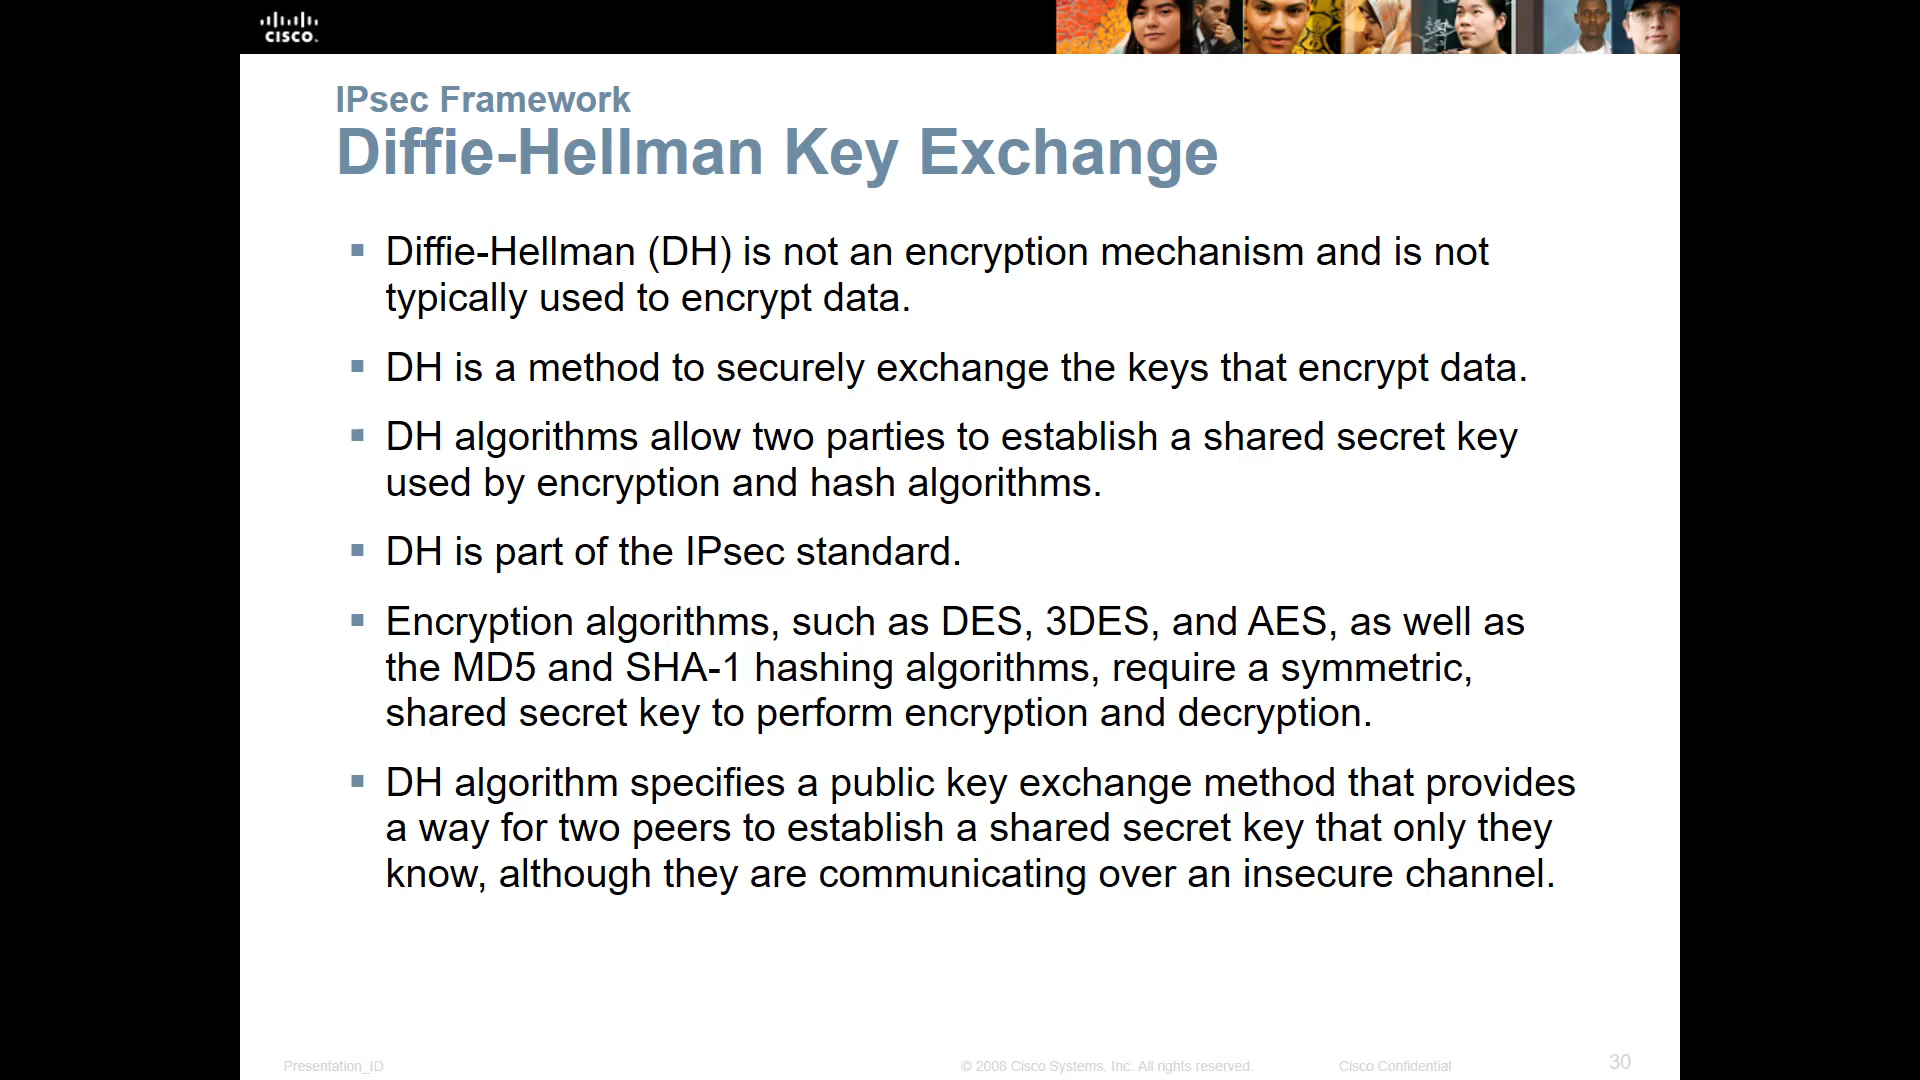 CISCO.
IPsec Framework
Diffie-Hellman Key Exchange
▪ Diffie-Hellman (DH) is not an encryption mechanism and is not
typically used to encrypt data.
▪ DH is a method to securely exchange the keys that encrypt data.
▪ DH algorithms allow two parties to establish a shared secret key
used by encryption and hash algorithms.
▪ DH is part of the IPsec standard.
▪ Encryption algorithms, such as DES, 3DES, and AES, as well as
the MD5 and SHA-1 hashing algorithms, require a symmetric,
shared secret key to perform encryption and decryption.
▪ DH algorithm specifies a public key exchange method that provides
a way for two peers to establish a shared secret key that only they
know, although they are communicating over an insecure channel.
Presentation_ID © 2008 Cisco Systems, Inc. All rights reserved. Cisco Confidential 30